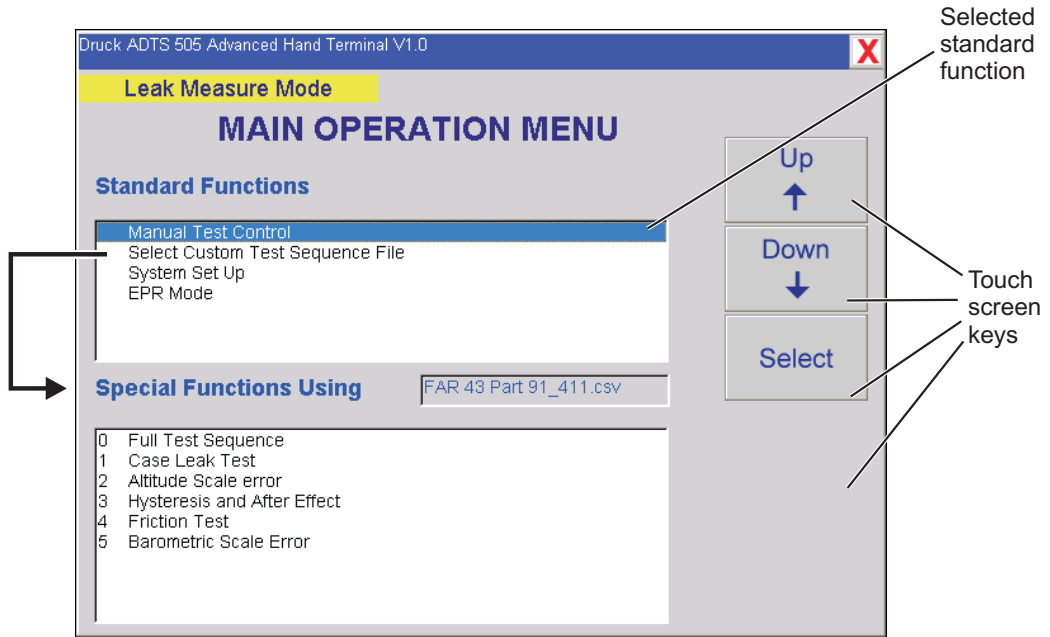 Druck ADTS 505 Advanced Hand Terminal V1.0
X
Selected
standard
function
Leak Measure Mode
MAIN OPERATION MENU
Up
Standard Functions
Manual Test Control
Select Custom Test Sequence File
System Set Up
EPR Mode
Down
Touch
screen
keys
Select
Special Functions Using
FAR 43 Part 91_411.csv
0 Full Test Sequence
1 Case Leak Test
2 Altitude Scale error
3 Hysteresis and After Effect
4 Friction Test
5 Barometric Scale Error